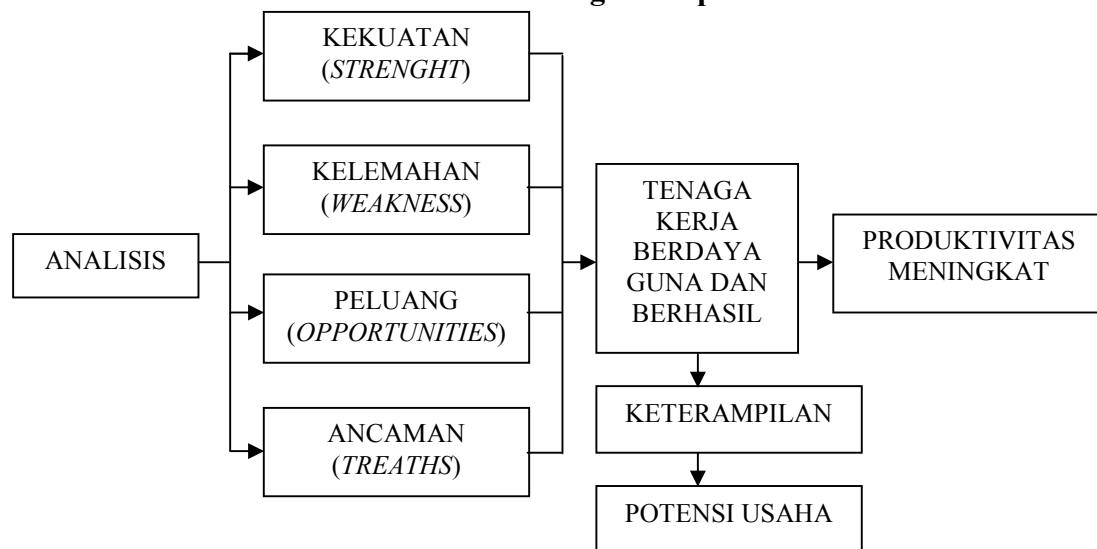 KEKUATAN
(STRENGHT)
KELEMAHAN
(WEAKNESS)
ANALISIS
PELUANG
(OPPORTUNITIES)
ANCAMAN
(TREATHS)
TENAGA
KERJA
BERDAYA
GUNA DAN
BERHASIL
PRODUKTIVITAS
MENINGKAT
KETERAMPILAN
POTENSI USAHA